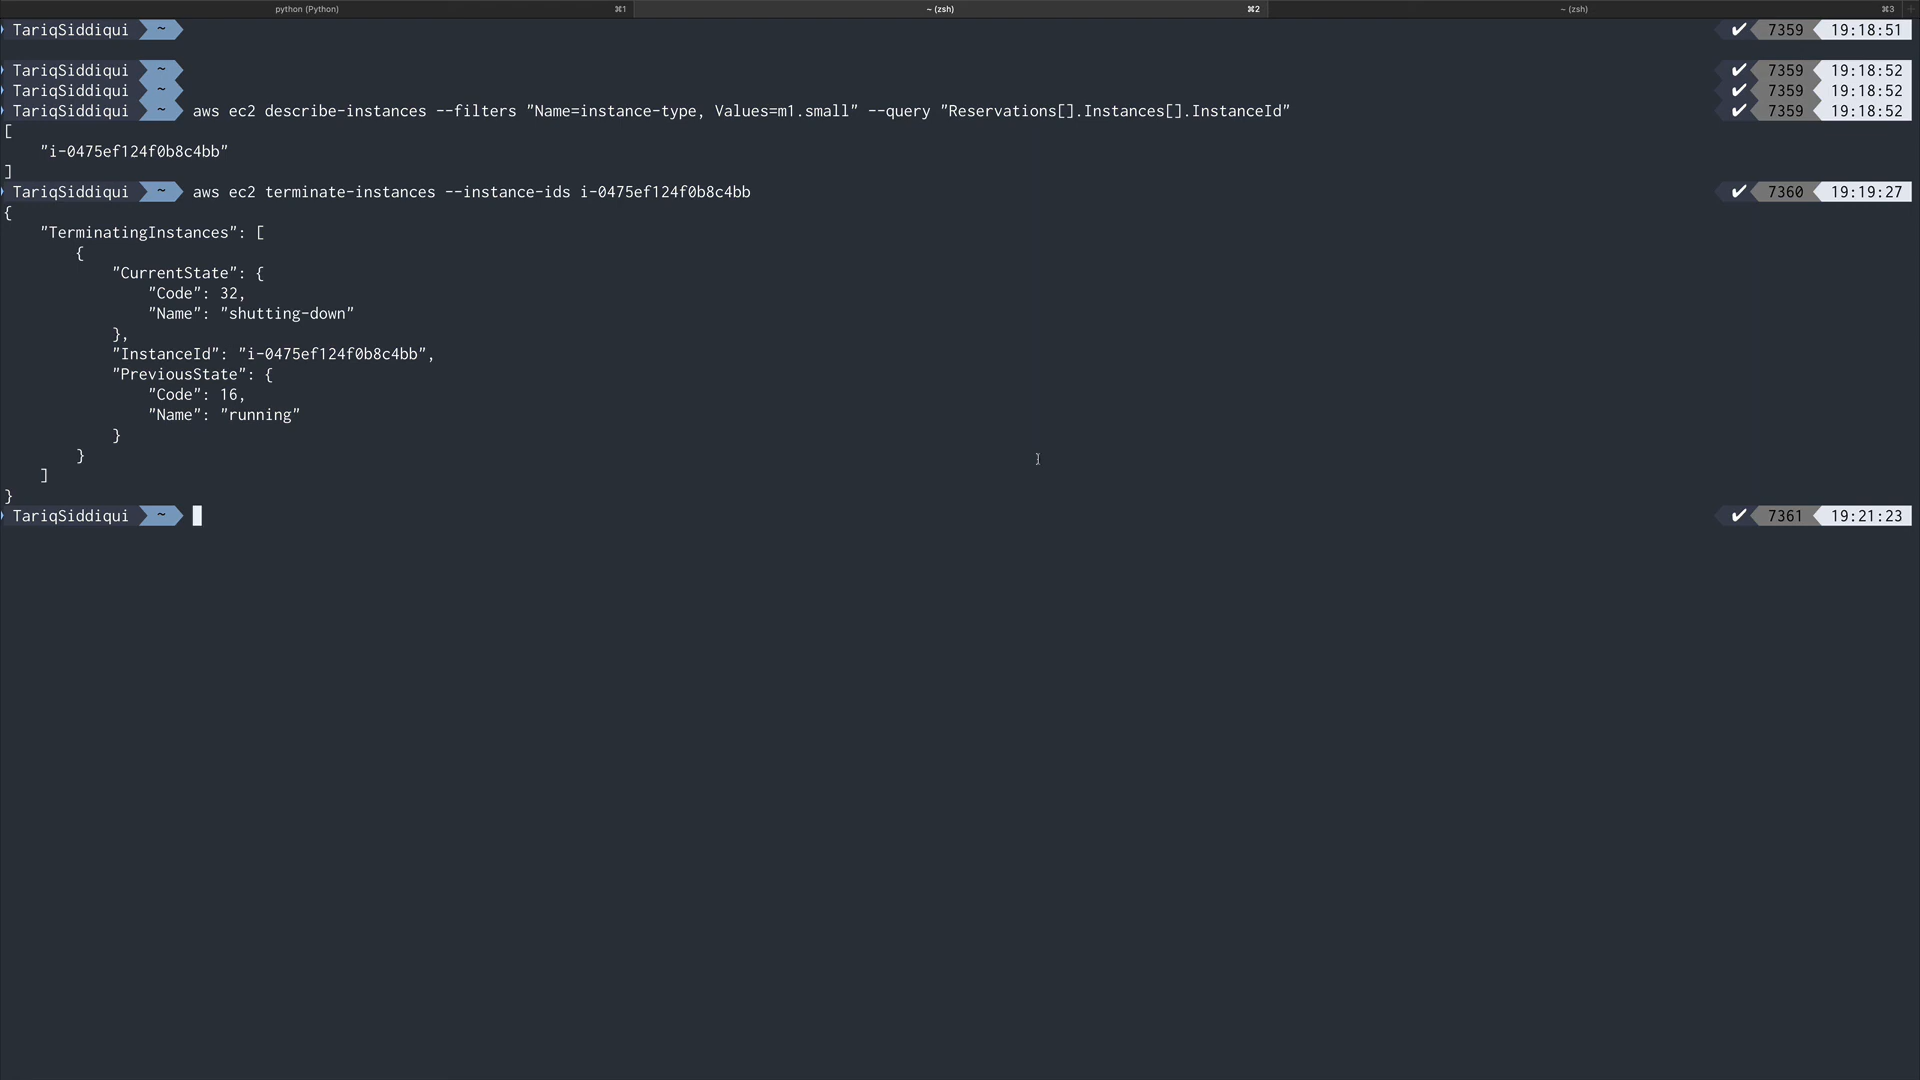 python (Python) ⌘1 ~ (zsh) ⌘2 ~ (zsh) ⌘3 +
TariqSiddiqui ~ ✔ 7359 19:18:51
TariqSiddiqui ~ ✔ 7359 19:18:52
TariqSiddiqui ~ ✔ 7359 19:18:52
TariqSiddiqui ~ aws ec2 describe-instances --filters "Name=instance-type, Values=m1.small" --query "Reservations[].Instances[].InstanceId" ✔ 7359 19:18:52
[
    "i-0475ef124f0b8c4bb"
]
TariqSiddiqui ~ aws ec2 terminate-instances --instance-ids i-0475ef124f0b8c4bb ✔ 7360 19:19:27
{
    "TerminatingInstances": [
        {
            "CurrentState": {
                "Code": 32,
                "Name": "shutting-down"
            },
            "InstanceId": "i-0475ef124f0b8c4bb",
            "PreviousState": {
                "Code": 16,
                "Name": "running"
            }
        }
    ]
}
TariqSiddiqui ~ ✔ 7361 19:21:23